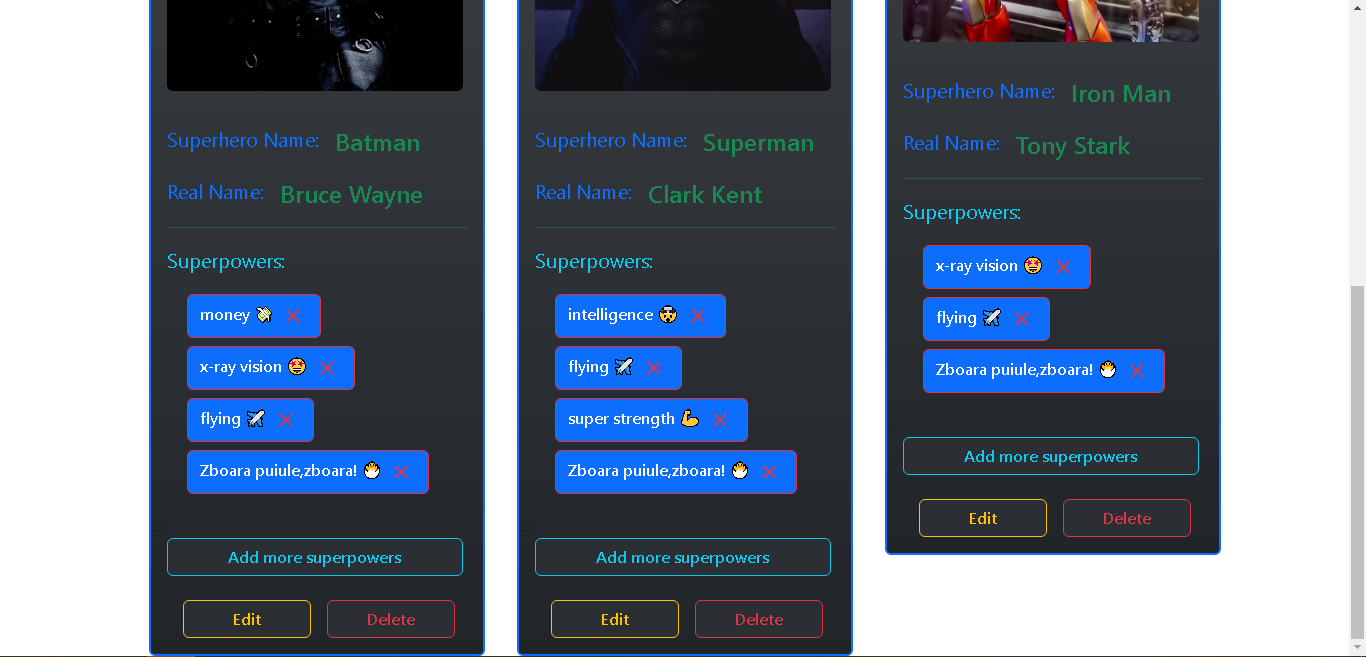 Superhero Name: Batman
Real Name: Bruce Wayne
Superpowers:
money 💸
x-ray vision 🤩
flying ✈️
Zboara puiule,zboara! 🐣
Add more superpowers
Edit Delete
Superhero Name: Superman
Real Name: Clark Kent
Superpowers:
intelligence 🤯
flying ✈️
super strength 💪
Zboara puiule,zboara! 🐣
Add more superpowers
Edit Delete
Superhero Name: Iron Man
Real Name: Tony Stark
Superpowers:
x-ray vision 🤩
flying ✈️
Zboara puiule,zboara! 🐣
Add more superpowers
Edit Delete